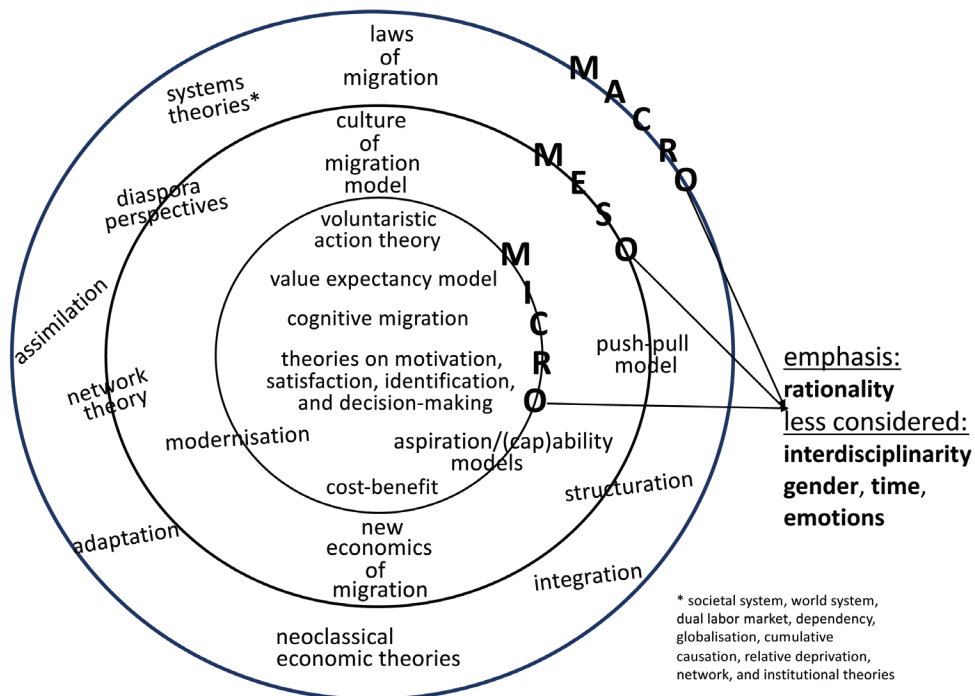 laws
of
migration
systems
theories*
MACRO
culture
of
migration
model
MESO
diaspora
perspectives
voluntaristic
action theory
MICRO
value expectancy model
cognitive migration
assimilation
theories on motivation,
satisfaction, identification,
and decision-making
push-pull
model
network
theory
modernisation
aspiration/(cap)ability
models
cost-benefit
structuration
adaptation
new
economics
of
migration
integration
neoclassical
economic theories
emphasis:
rationality
less considered:
interdisciplinarity
gender, time,
emotions
* societal system, world system,
dual labor market, dependency,
globalisation, cumulative
causation, relative deprivation,
network, and institutional theories